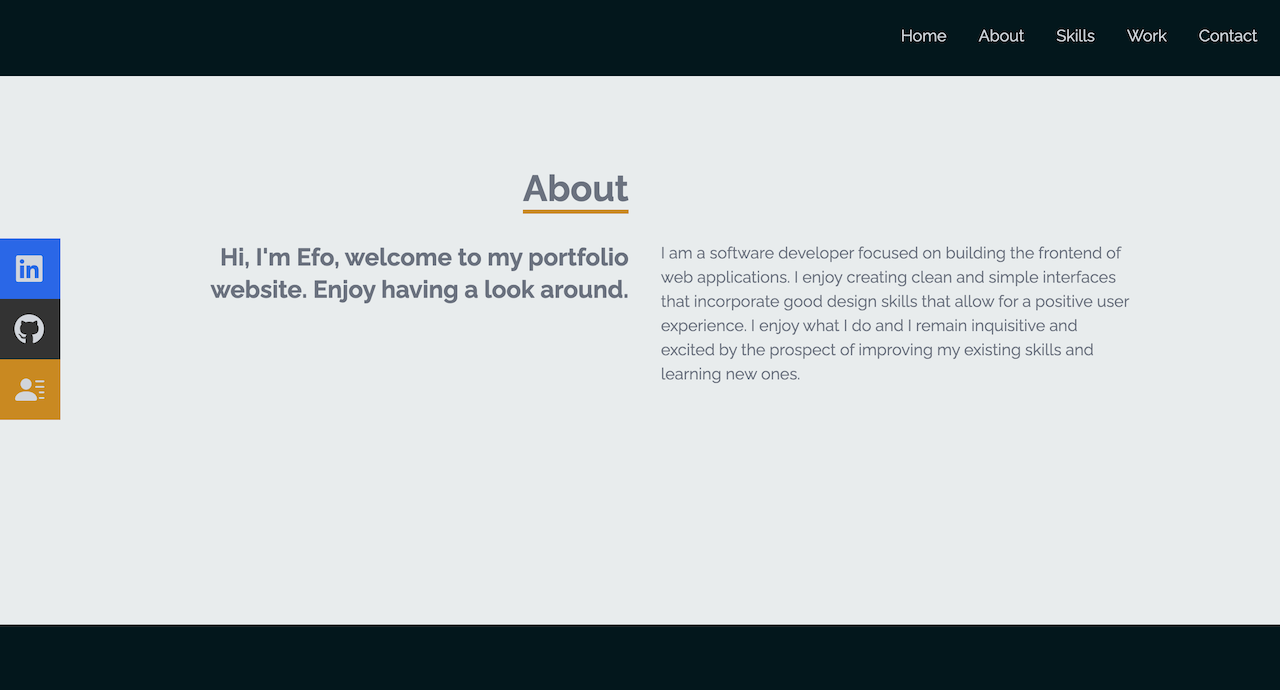 Home About Skills Work Contact
About
Hi, I'm Efo, welcome to my portfolio
website. Enjoy having a look around.
I am a software developer focused on building the frontend of
web applications. I enjoy creating clean and simple interfaces
that incorporate good design skills that allow for a positive user
experience. I enjoy what I do and I remain inquisitive and
excited by the prospect of improving my existing skills and
learning new ones.
in